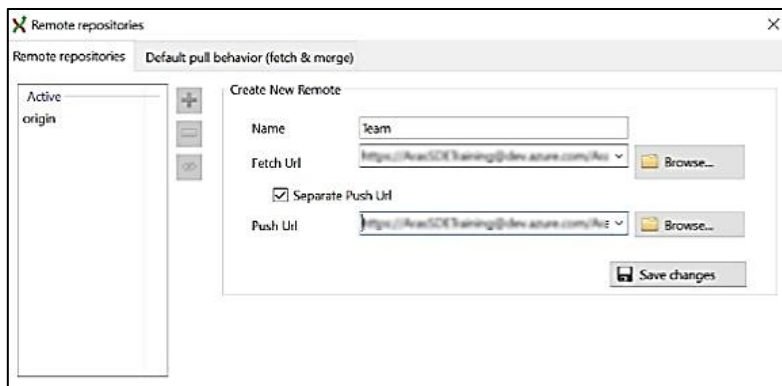 Remote repositories
Remote repositories Default pull behavior (fetch & merge)
Active
origin
Create New Remote
Name Team
Fetch Url Browse...
Separate Push Url
Push Url Browse...
Save changes